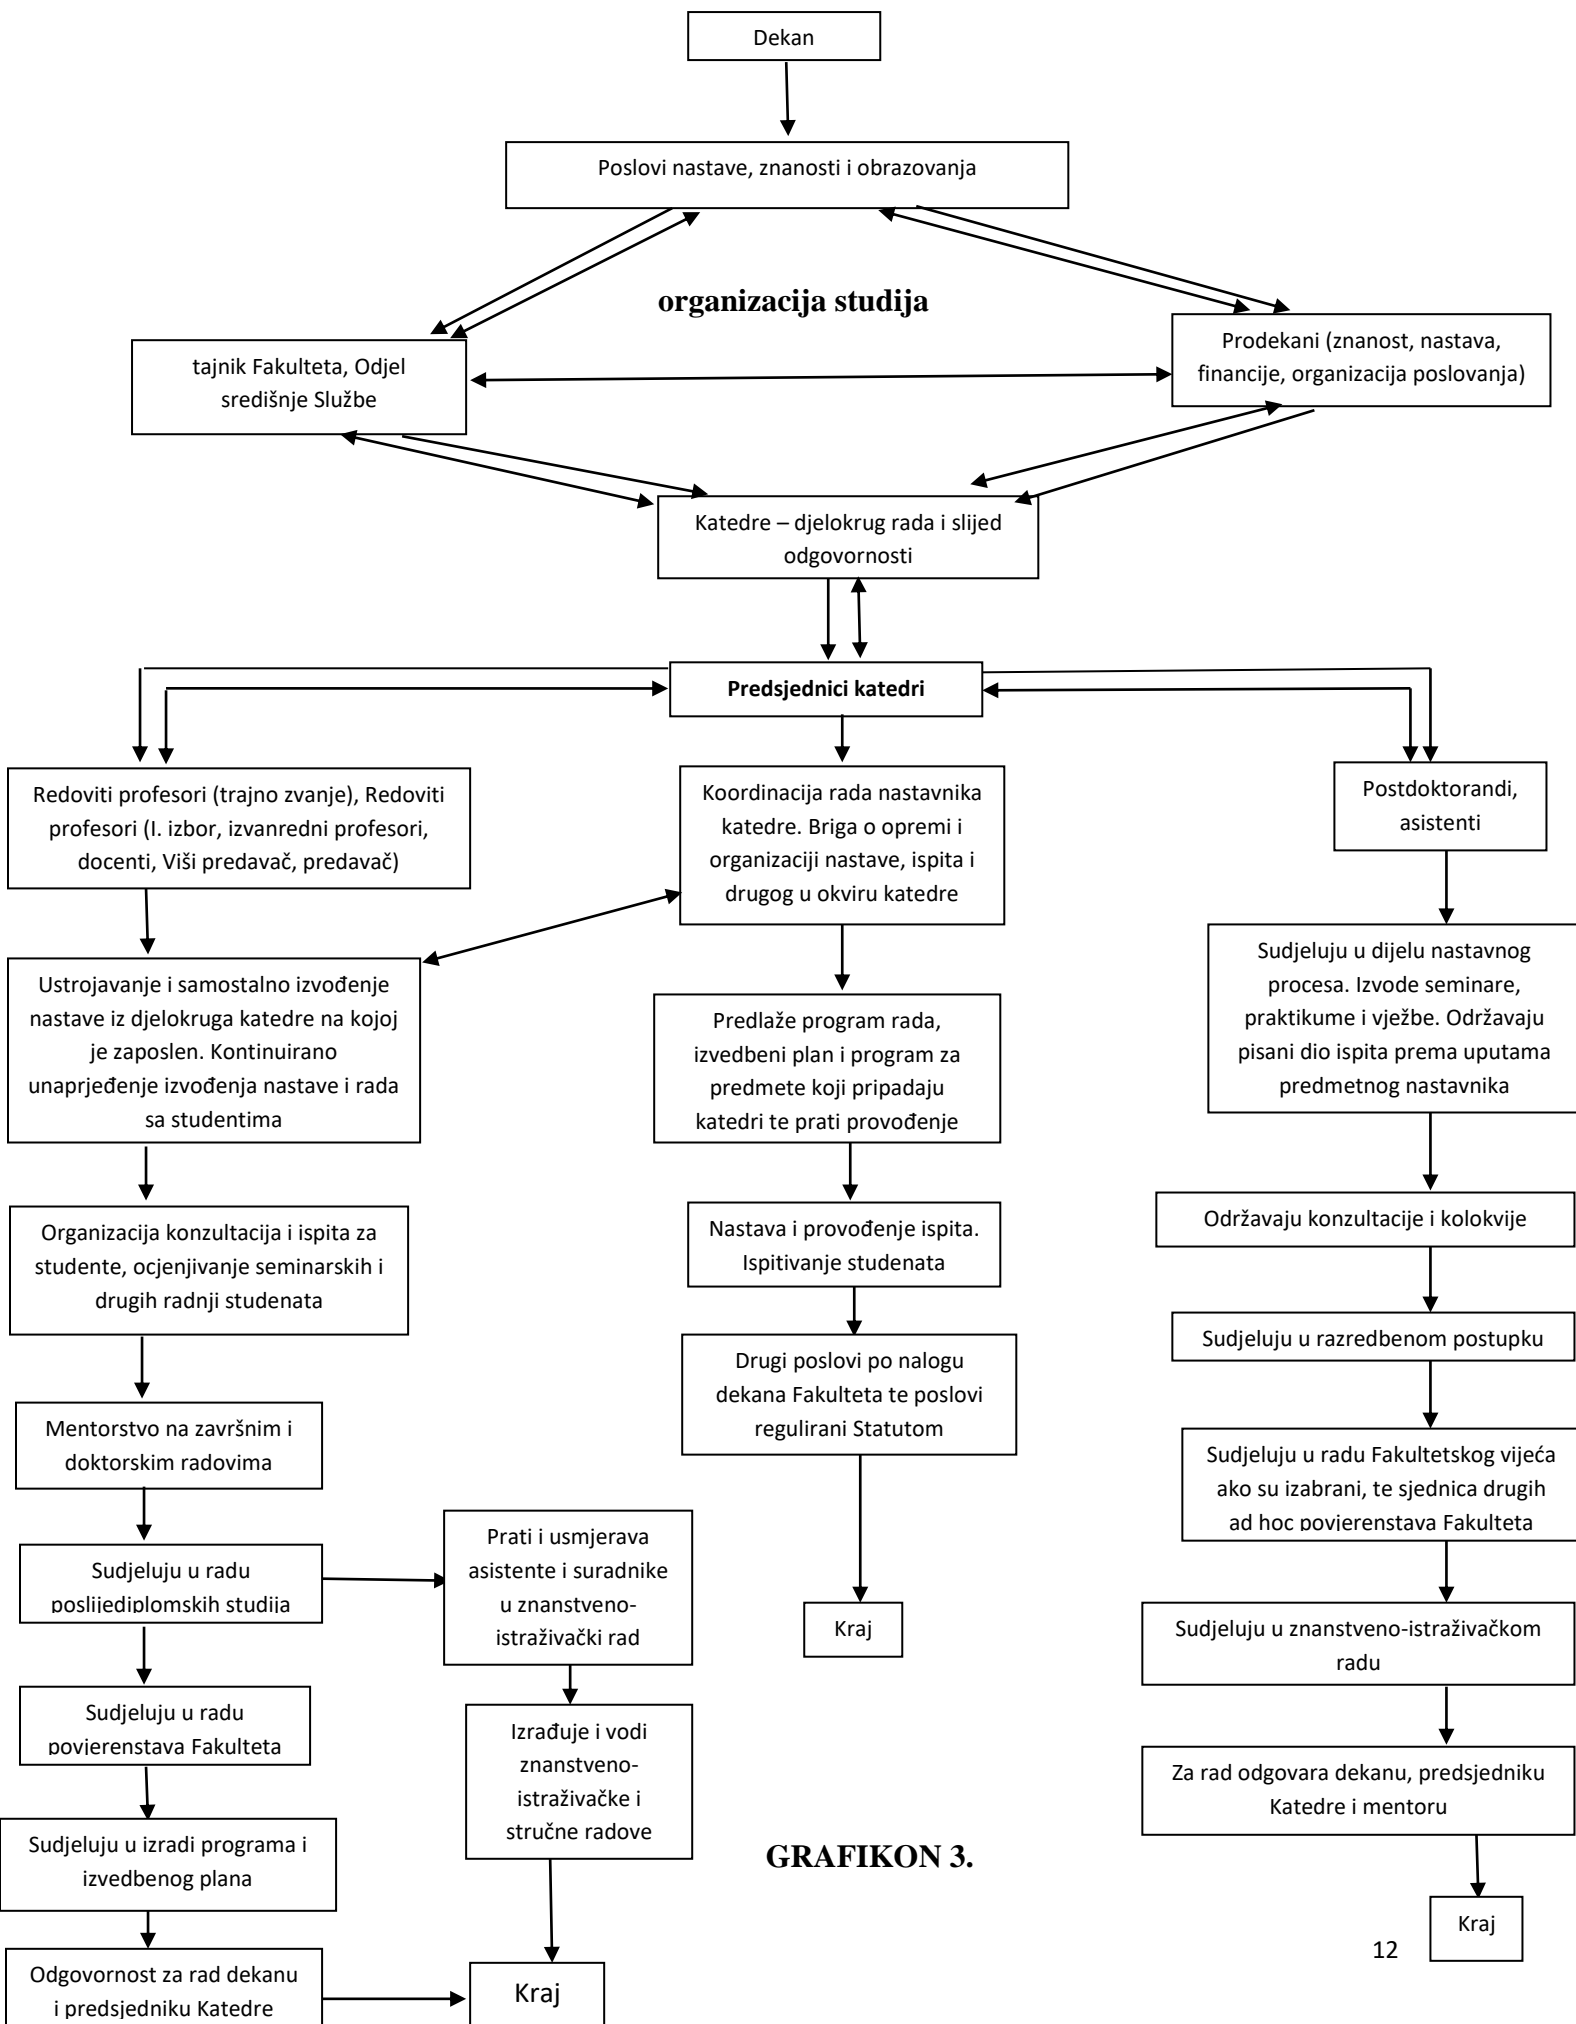 Dekan
Poslovi nastave, znanosti i obrazovanja
organizacija studija
tajnik Fakulteta, Odjel
središnje Službe
Prodekani (znanost, nastava,
financije, organizacija poslovanja)
Katedre – djelokrug rada i slijed
odgovornosti
Predsjednici katedri
Redoviti profesori (trajno zvanje), Redoviti
profesori (I. izbor, izvanredni profesori,
docenti, Viši predavač, predavač)
Koordinacija rada nastavnika
katedre. Briga o opremi i
organizaciji nastave, ispita i
drugog u okviru katedre
Postdoktorandi,
asistenti
Ustrojavanje i samostalno izvođenje
nastave iz djelokruga katedre na kojoj
je zaposlen. Kontinuirano
unaprjeđenje izvođenja nastave i rada
sa studentima
Predlaže program rada,
izvedbeni plan i program za
predmete koji pripadaju
katedri te prati provođenje
Sudjeluju u dijelu nastavnog
procesa. Izvode seminare,
praktikume i vježbe. Održavaju
pisani dio ispita prema uputama
predmetnog nastavnika
Organizacija konzultacija i ispita za
studente, ocjenjivanje seminarskih i
drugih radnji studenata
Nastava i provođenje ispita.
Ispitivanje studenata
Održavaju konzultacije i kolokvije
Sudjeluju u razredbenom postupku
Drugi poslovi po nalogu
dekana Fakulteta te poslovi
regulirani Statutom
Mentorstvo na završnim i
doktorskim radovima
Sudjeluju u radu Fakultetskog vijeća
ako su izabrani, te sjednica drugih
ad hoc povjerenstava Fakulteta
Sudjeluju u radu
poslijediplomskih studija
Prati i usmjerava
asistente i suradnike
u znanstveno-
istraživački rad
Kraj
Sudjeluju u znanstveno-istraživačkom
radu
Sudjeluju u radu
povjerenstava Fakulteta
Izrađuje i vodi
znanstveno-
istraživačke i
stručne radove
Za rad odgovara dekanu, predsjedniku
Katedre i mentoru
Sudjeluju u izradi programa i
izvedbenog plana
GRAFIKON 3.
Kraj
12
Odgovornost za rad dekanu
i predsjedniku Katedre
Kraj